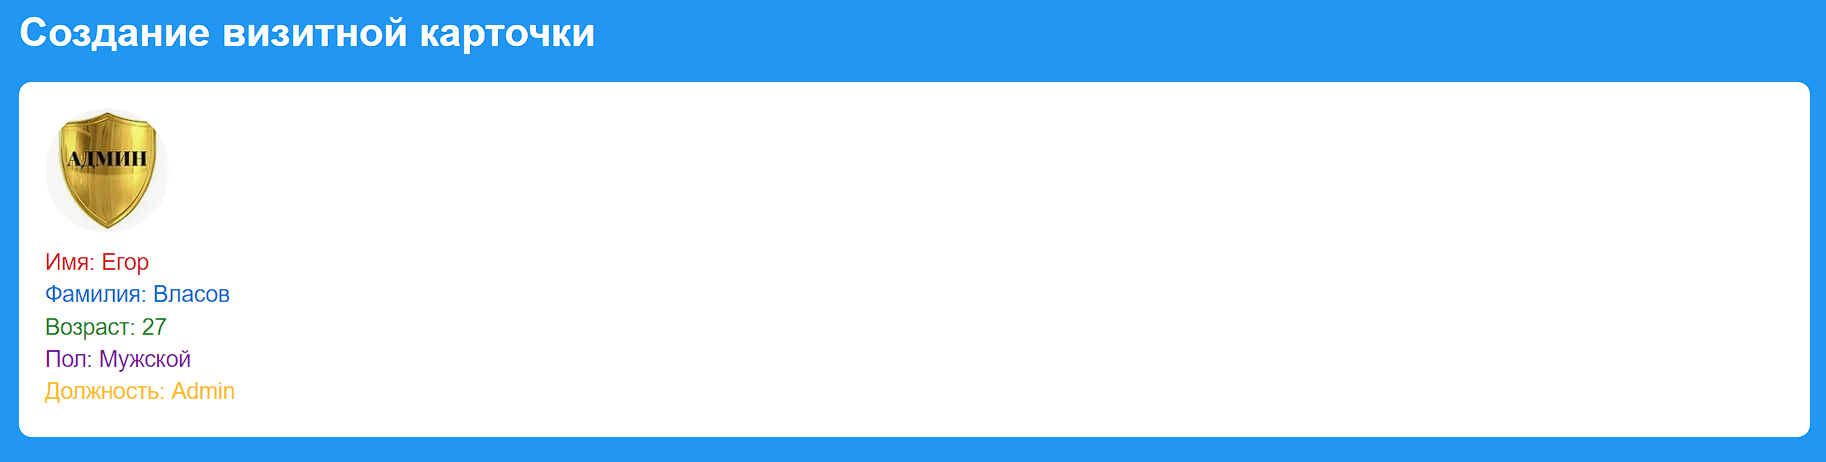 Создание визитной карточки
АДМИН
Имя: Егор
Фамилия: Власов
Возраст: 27
Пол: Мужской
Должность: Admin